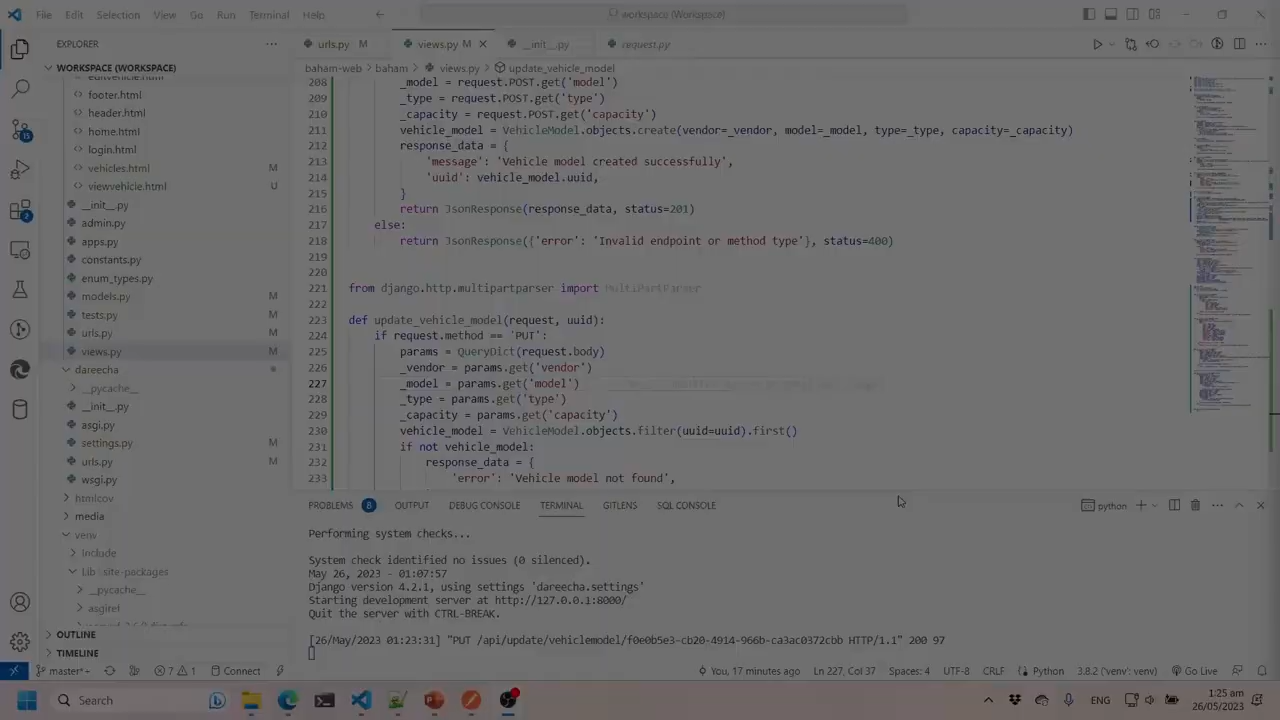 File Edit Selection View Go Run Terminal Help
workspace (Workspace)
EXPLORER
urls.py M
views.py M
__init__.py
request.py
WORKSPACE (WORKSPACE)
baham-web > baham > views.py > update_vehicle_model
editvehicle.html
footer.html
header.html
home.html
login.html
vehicles.html M
viewvehicle.html U
__init__.py
admin.py
apps.py
constants.py
enum_types.py
models.py M
tests.py M
urls.py M
views.py M
dareecha
__pycache__
__init__.py
asgi.py
settings.py M
urls.py M
wsgi.py
htmlcov
media
venv
Include
Lib\site-packages
__pycache__
asgiref
OUTLINE
TIMELINE
208 _model = request.POST.get('model')
209 _type = request.POST.get('type')
210 _capacity = request.POST.get('capacity')
211 vehicle_model = VehicleModel.objects.create(vendor=_vendor, model=_model, type=_type, capacity=_capacity)
212 response_data = {
213 'message': 'Vehicle model created successfully',
214 'uuid': vehicle_model.uuid,
215 }
216 return JsonResponse(response_data, status=201)
217 else:
218 return JsonResponse({'error': 'Invalid endpoint or method type'}, status=400)
219
220
221 from django.http.multipartparser import MultiPartParser
222
223 def update_vehicle_model(request, uuid):
224 if request.method == 'PUT':
225 params = QueryDict(request.body)
226 _vendor = params.get('vendor')
227 _model = params.get('model')
228 _type = params.get('type')
229 _capacity = params.get('capacity')
230 vehicle_model = VehicleModel.objects.filter(uuid=uuid).first()
231 if not vehicle_model:
232 response_data = {
233 'error': 'Vehicle model not found',
PROBLEMS 8 OUTPUT DEBUG CONSOLE TERMINAL GITLENS SQL CONSOLE
python
Performing system checks...
System check identified no issues (0 silenced).
May 26, 2023 - 01:07:57
Django version 4.2.1, using settings 'dareecha.settings'
Starting development server at http://127.0.0.1:8000/
Quit the server with CTRL-BREAK.
[26/May/2023 01:23:31] "PUT /api/update/vehiclemodel/f0e0b5e3-cb20-4914-966b-ca3ac0372cbb HTTP/1.1" 200 97
15
2
master*+ 7 1 Connect You, 17 minutes ago Ln 227, Col 37 Spaces: 4 UTF-8 CRLF Python 3.8.2 ('venv': venv) Go Live
Search
ENG
1:25 am
26/05/2023